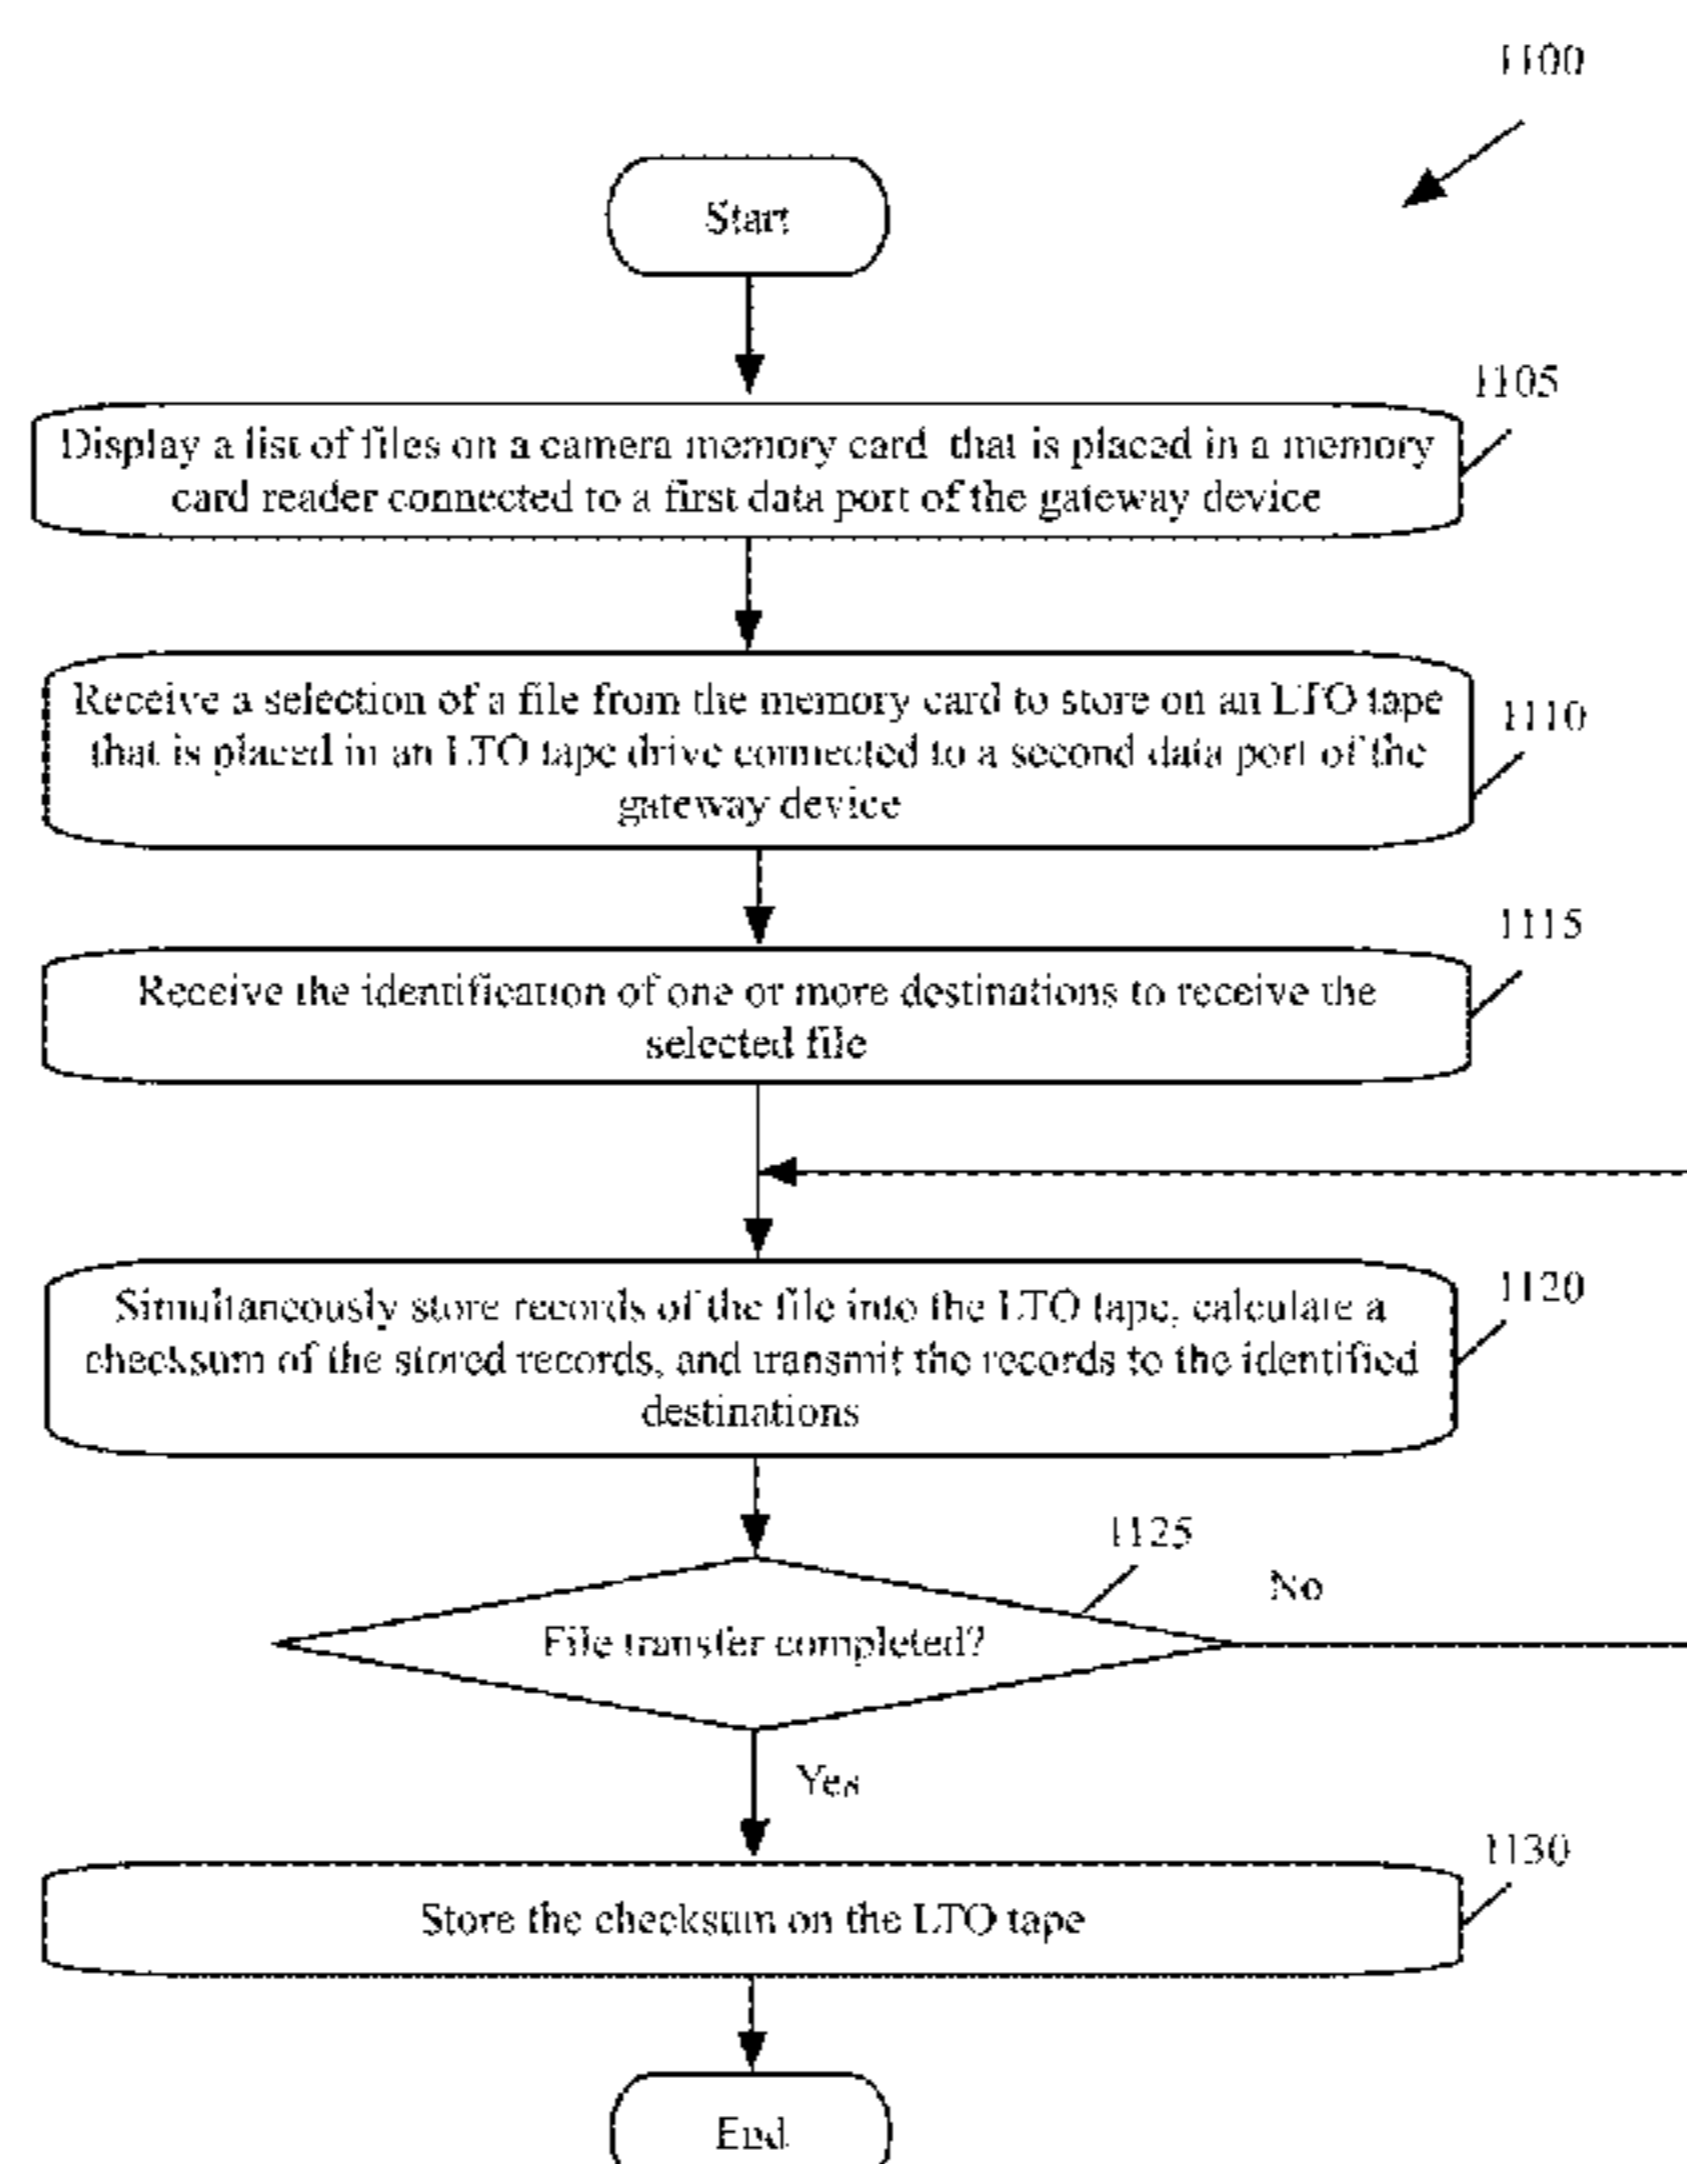 1100
Start
1105
Display a list of files on a camera memory card that is placed in a memory
card reader connected to a first data port of the gateway device
Receive a selection of a file from the memory card to store on an LTO tape
that is placed in an LTO tape drive connected to a second data port of the
gateway device
1110
1115
Receive the identification of one or more destinations to receive the
selected file
1120
Simultaneously store records of the file into the LTO tape, calculate a
checksum of the stored records, and transmit the records to the identified
destinations
1125
No
File transfer completed?
Yes
1130
Store the checksum on the LTO tape
End